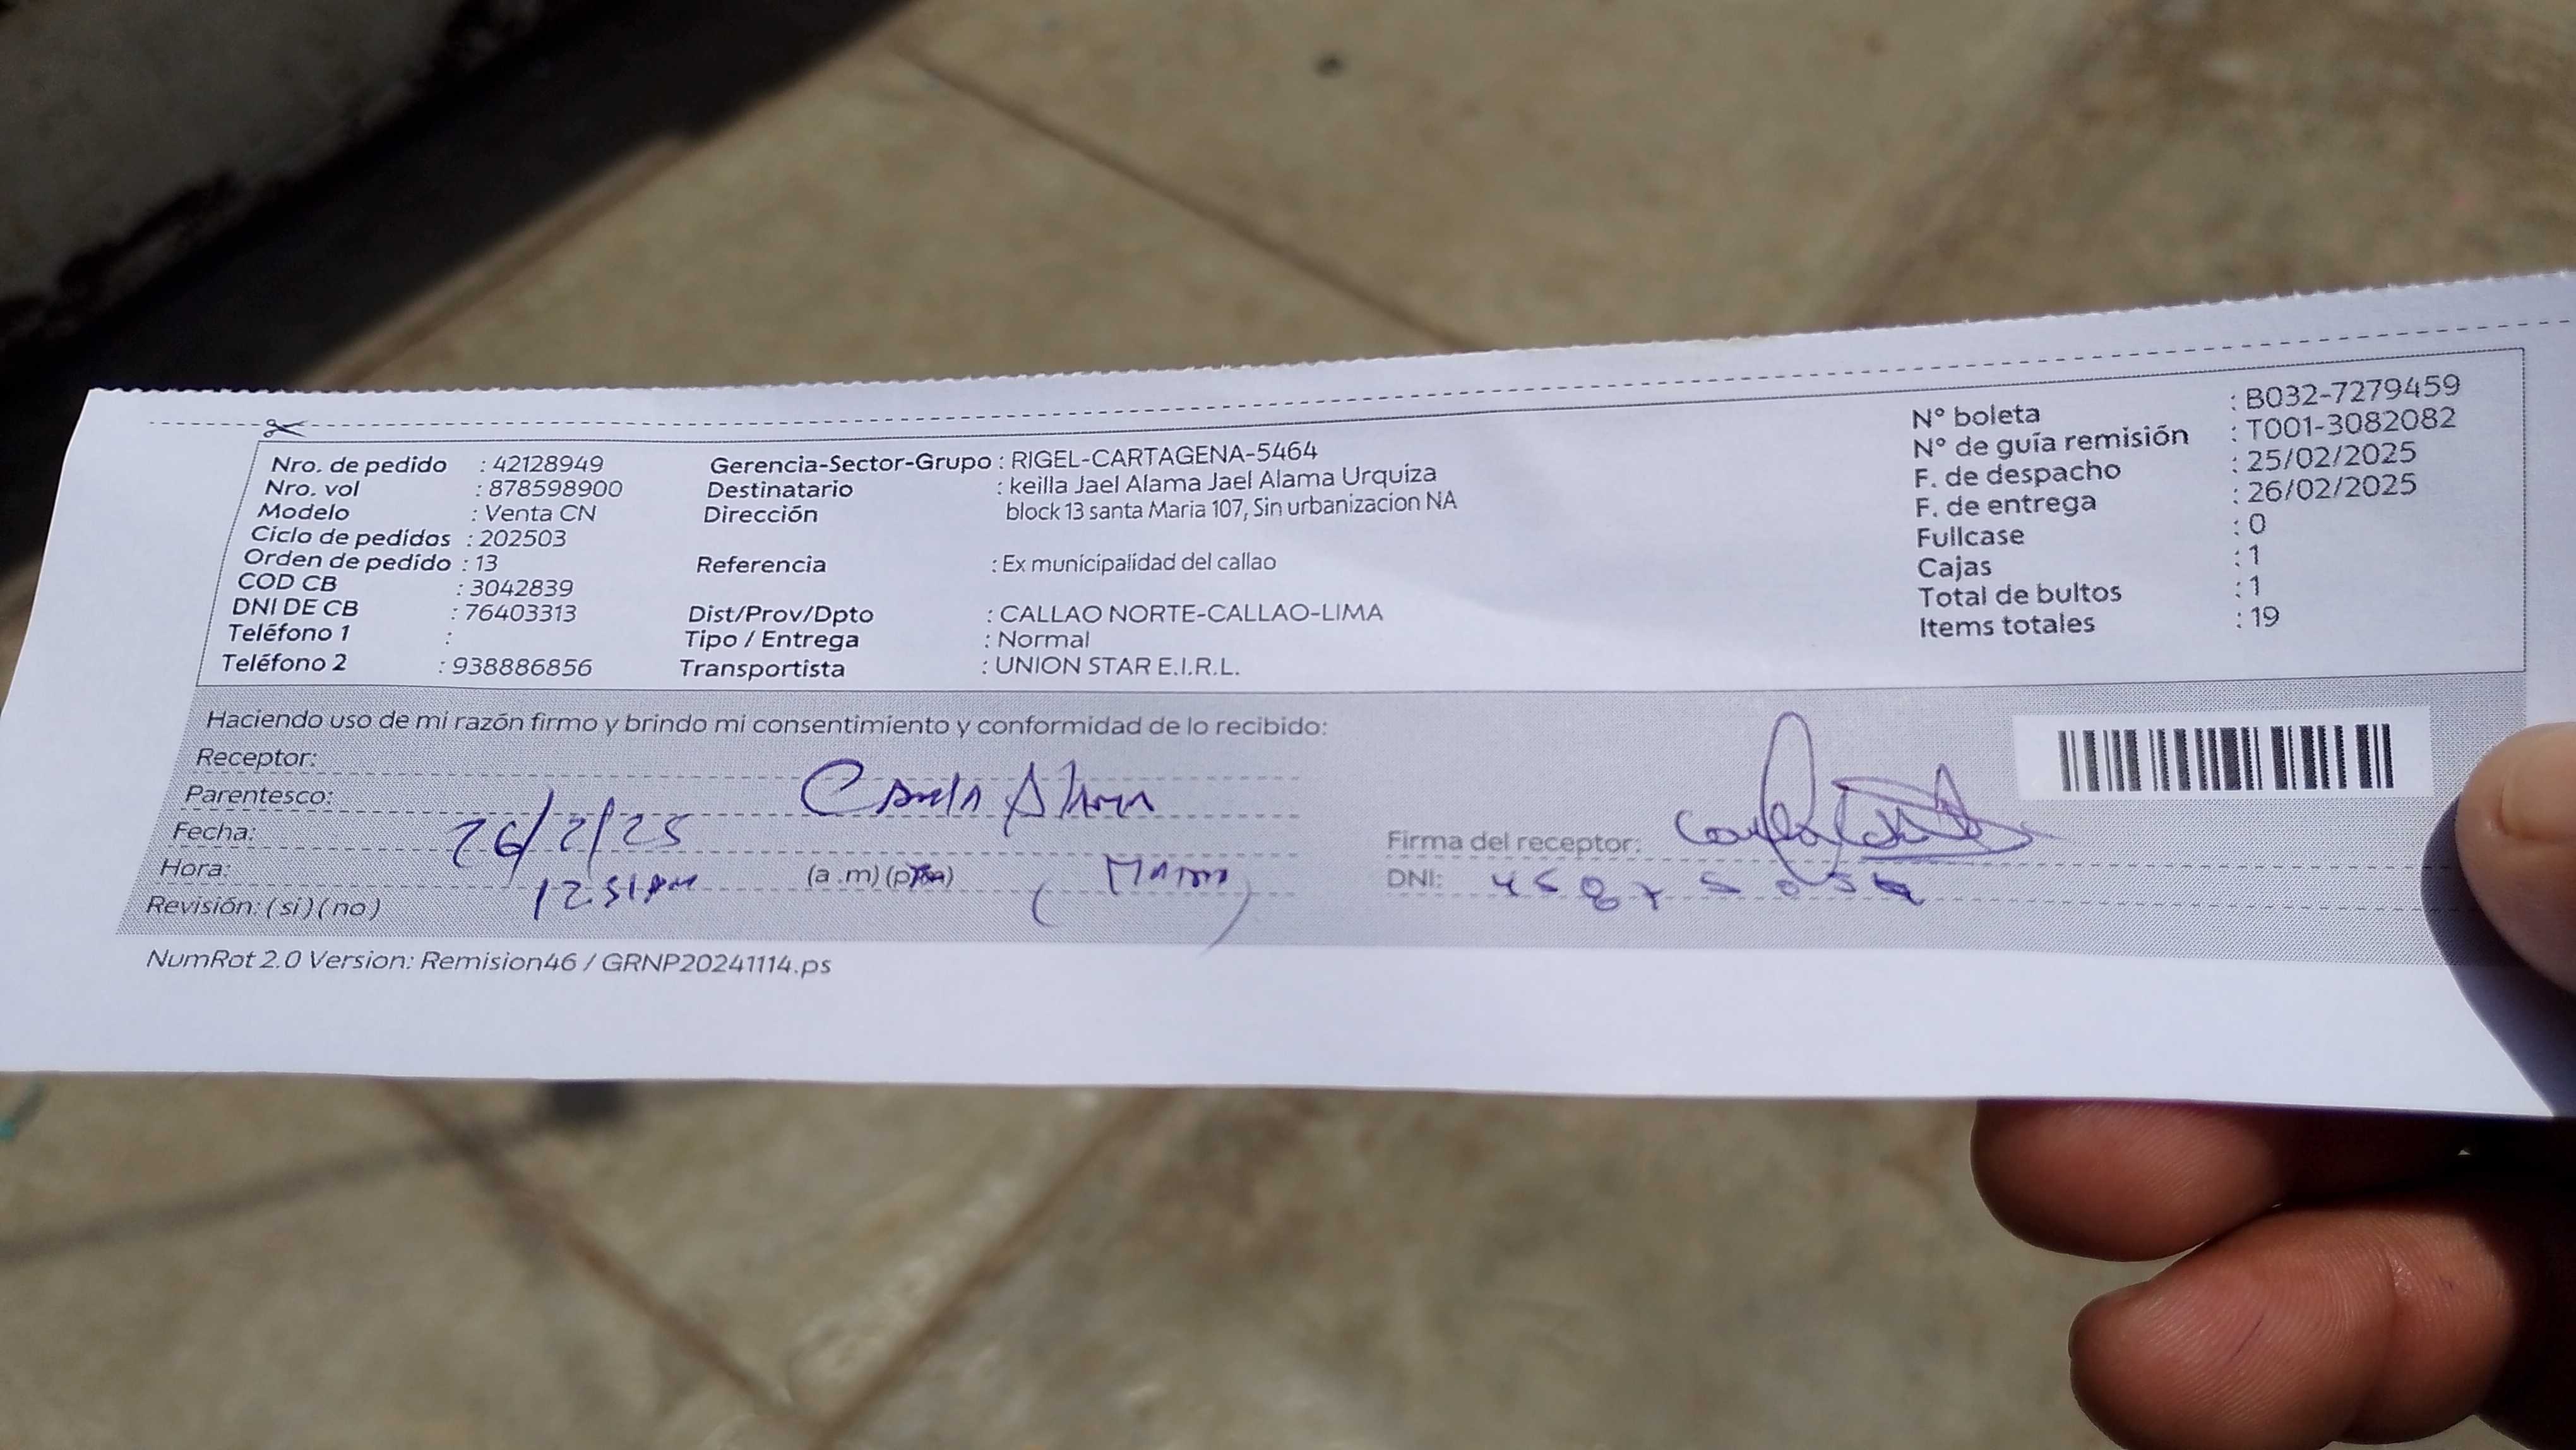 Nro. de pedido : 42128949
Nro. vol : 878598900
Modelo : Venta CN
Ciclo de pedidos : 202503
Orden de pedido : 13
COD CB : 3042839
DNI DE CB : 76403313
Teléfono 1 :
Teléfono 2 : 938886856
Gerencia-Sector-Grupo : RIGEL-CARTAGENA-5464
Destinatario : keilla Jael Alama Jael Alama Urquiza
Dirección block 13 santa Maria 107, Sin urbanizacion NA
Referencia : Ex municipalidad del callao
Dist/Prov/Dpto : CALLAO NORTE-CALLAO-LIMA
Tipo / Entrega : Normal
Transportista : UNION STAR E.I.R.L.
N° boleta : B032-7279459
N° de guía remisión : T001-3082082
F. de despacho : 25/02/2025
F. de entrega : 26/02/2025
Fullcase : 0
Cajas : 1
Total de bultos : 1
Items totales : 19
Haciendo uso de mi razón firmo y brindo mi consentimiento y conformidad de lo recibido:
Receptor:
Parentesco: Carla Alama
Fecha: 26/2/25
Hora: (a.m) (p.m)
Revisión: (si) (no)
Firma del receptor:
DNI:
NumRot 2.0 Version: Remision46 / GRNP20241114.ps